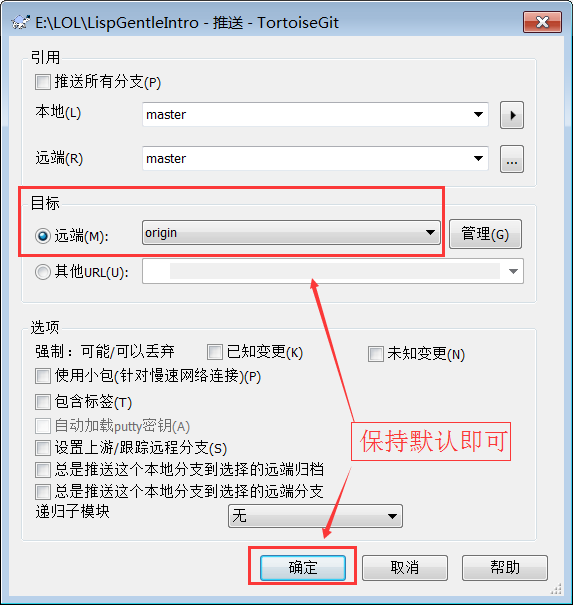 E:\LOL\LispGentleIntro - 推送 - TortoiseGit
引用
推送所有分支(P)
本地(L) master
远端(R) master ...
目标
远端(M): origin 管理(G)
其他URL(U):
选项
强制：可能/可以丢弃 已知变更(K) 未知变更(N)
使用小包(针对慢速网络连接)(P)
包含标签(T)
自动加载putty密钥(A)
设置上游/跟踪远程分支(S)
保持默认即可
总是推送这个本地分支到选择的远端归档
总是推送这个本地分支到选择的远端分支
递归子模块 无
确定 取消 帮助